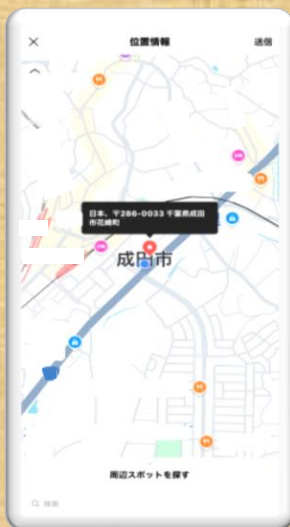 位置情報
送信
日本、〒286-0033 千葉県成田
市花崎町
成田市
周辺スポットを探す
検索